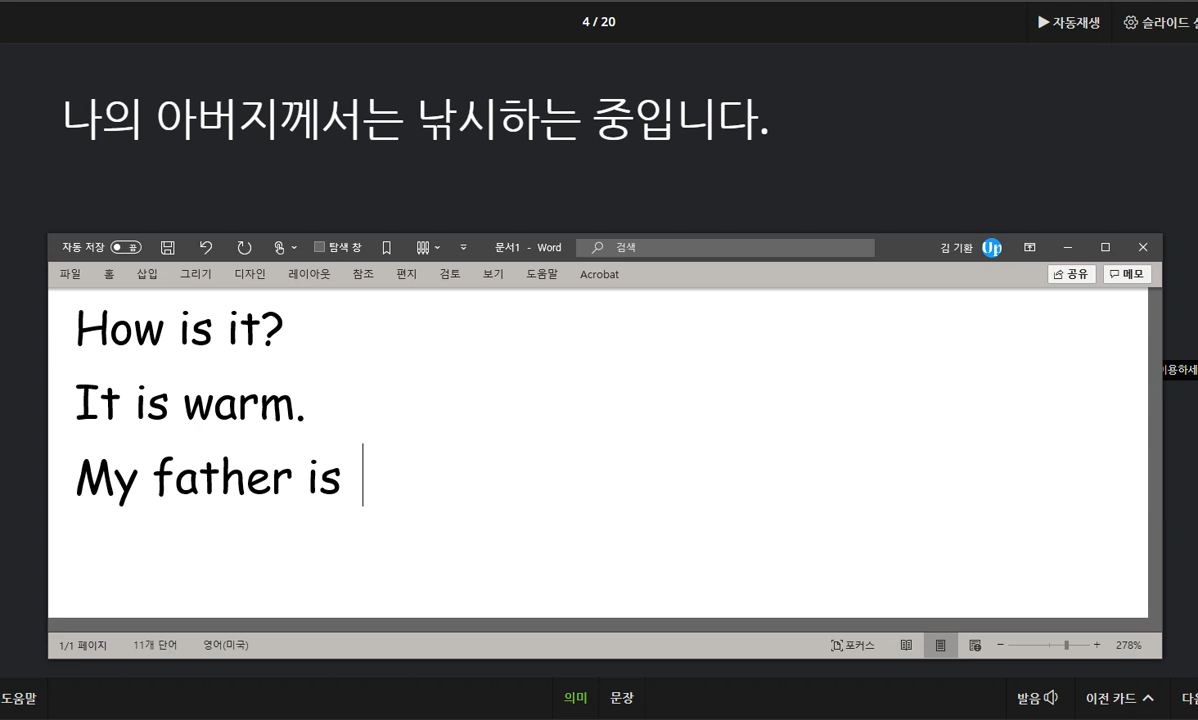 4 / 20
자동재생
슬라이드
나의 아버지께서는 낚시하는 중입니다.
자동 저장
탐색 창
문서1 - Word
검색
김 기환
Up
파일 홈 삽입 그리기 디자인 레이아웃 참조 편지 검토 보기 도움말 Acrobat
공유
메모
How is it?
It is warm.
My father is
이용하세
1/1 페이지 11개 단어 영어(미국)
포커스
278%
도움말
의미
문장
발음
이전 카드